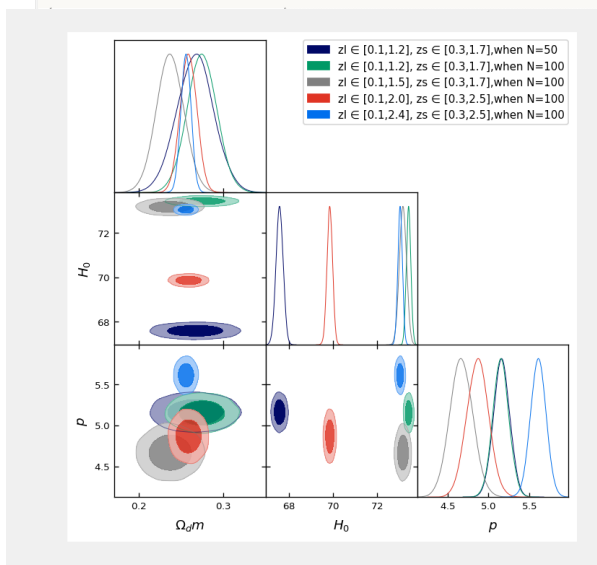 zl ∈ [0.1,1.2], zs ∈ [0.3,1.7],when N=50
zl ∈ [0.1,1.2], zs ∈ [0.3,1.7],when N=100
zl ∈ [0.1,1.5], zs ∈ [0.3,1.7],when N=100
zl ∈ [0.1,2.0], zs ∈ [0.3,2.5],when N=100
zl ∈ [0.1,2.4], zs ∈ [0.3,2.5],when N=100
72
70
68
H₀
5.5
5.0
4.5
p
0.2 0.3
68 70 72
4.5 5.0 5.5
Ω_dm
H₀
p